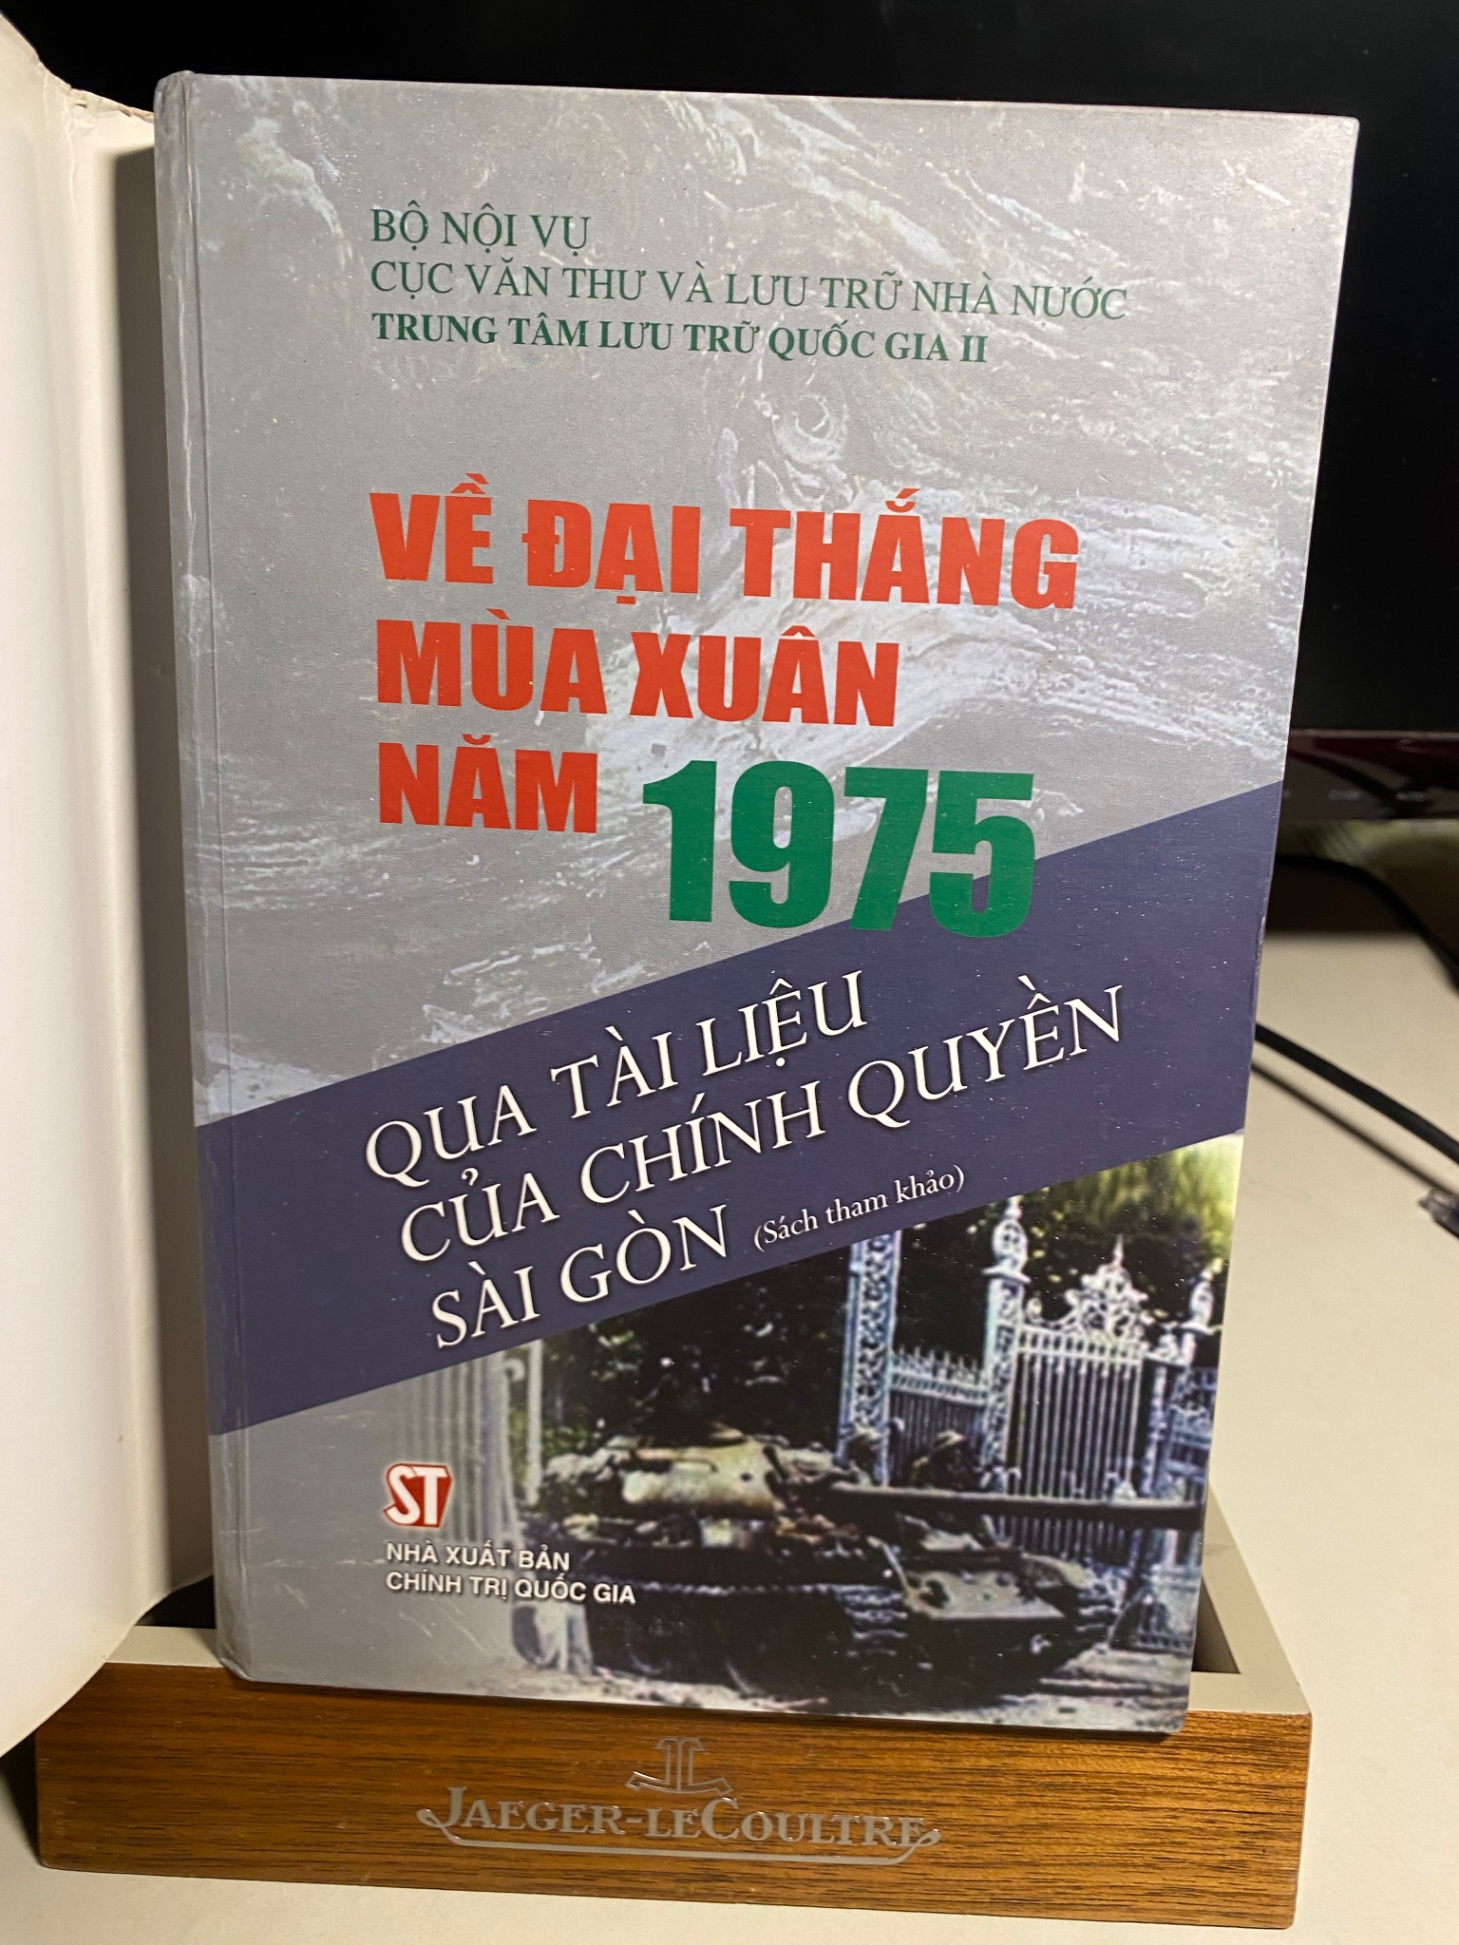 BỘ NỘI VỤ
CỤC VĂN THƯ VÀ LƯU TRỮ NHÀ NƯỚC
TRUNG TÂM LƯU TRỮ QUỐC GIA II
VỀ ĐẠI THẮNG
MÙA XUÂN
NĂM 1975
QUA TÀI LIỆU
CỦA CHÍNH QUYỀN
SÀI GÒN (Sách tham khảo)
ST
NHÀ XUẤT BẢN
CHÍNH TRỊ QUỐC GIA
JAEGER-LECOULTRE